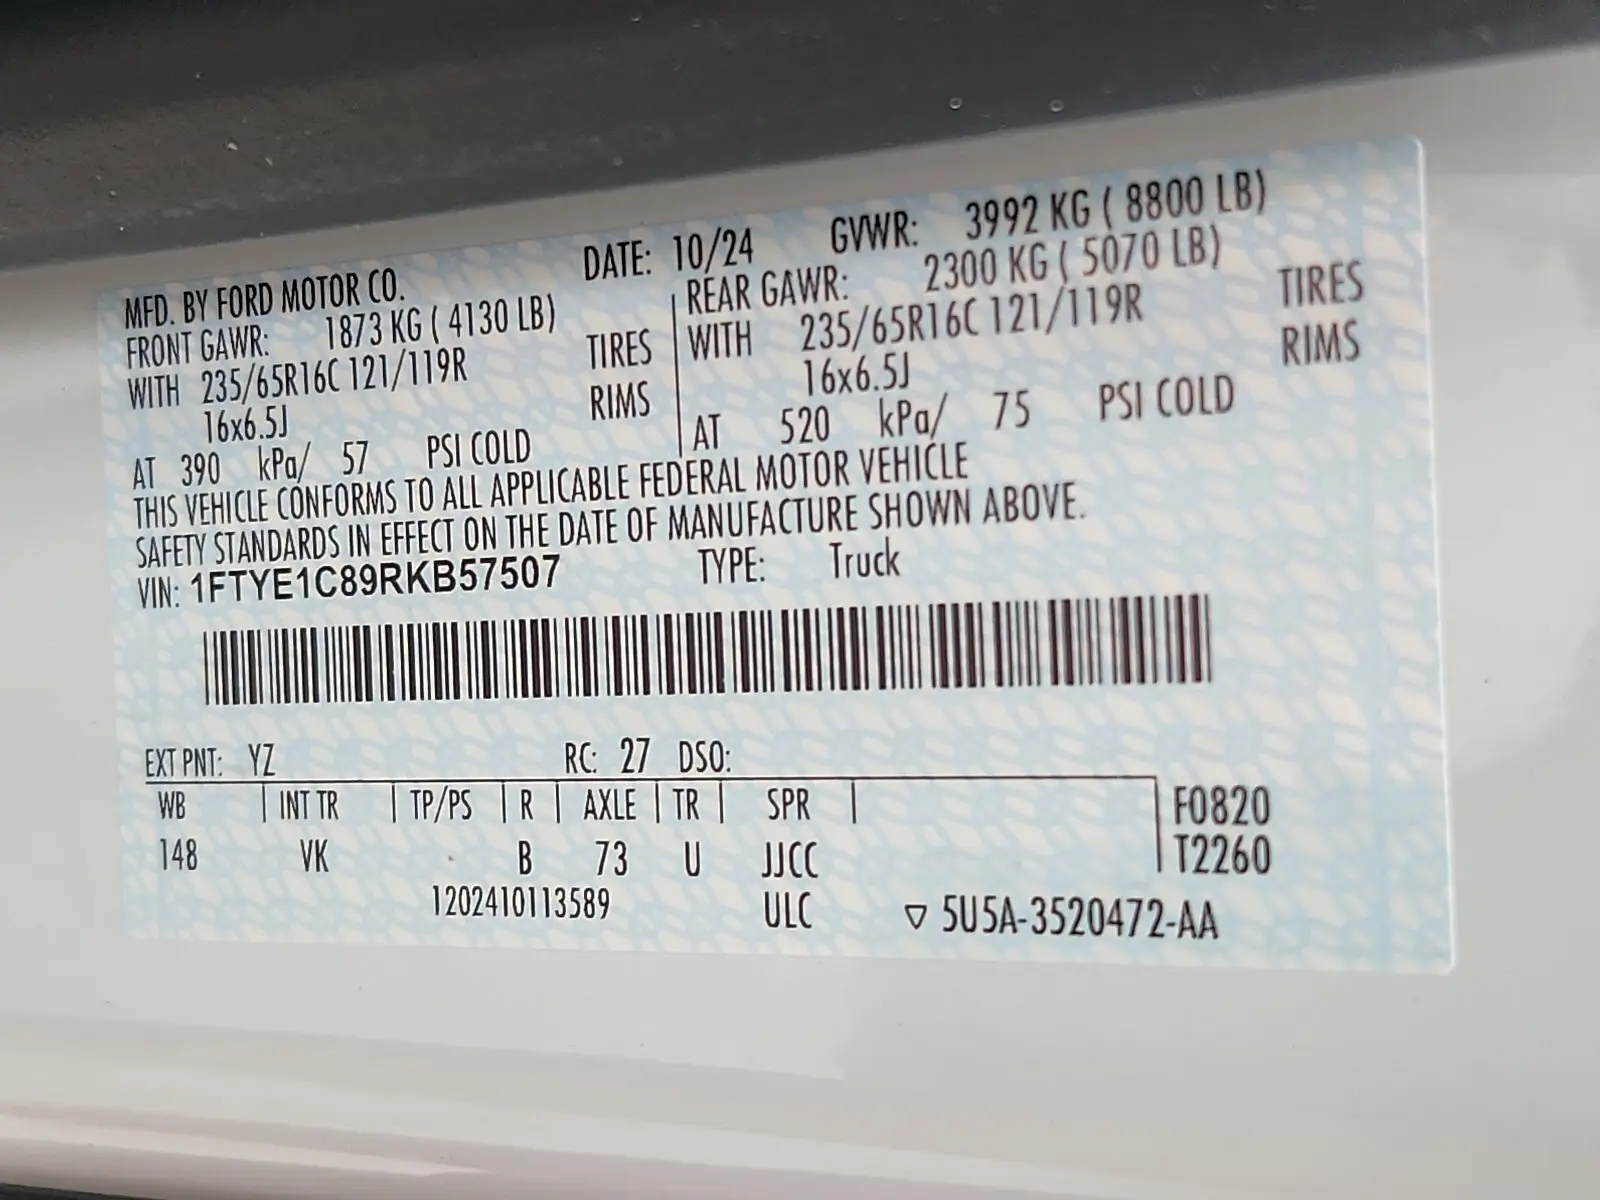 MFD. BY FORD MOTOR CO. DATE: 10/24 GVWR: 3992 KG ( 8800 LB)
FRONT GAWR: 1873 KG ( 4130 LB)
WITH 235/65R16C 121/119R TIRES
16x6.5J RIMS
AT 390 kPa/ 57 PSI COLD
REAR GAWR: 2300 KG ( 5070 LB)
WITH 235/65R16C 121/119R TIRES
16x6.5J RIMS
AT 520 kPa/ 75 PSI COLD
THIS VEHICLE CONFORMS TO ALL APPLICABLE FEDERAL MOTOR VEHICLE
SAFETY STANDARDS IN EFFECT ON THE DATE OF MANUFACTURE SHOWN ABOVE.
VIN: 1FTYE1C89RKB57507 TYPE: Truck
EXT PNT: YZ RC: 27 DSO:
WB | INT TR | TP/PS | R | AXLE | TR | SPR | F0820
148 VK B 73 U JJCC T2260
1202410113589 ULC ▽ 5U5A-3520472-AA